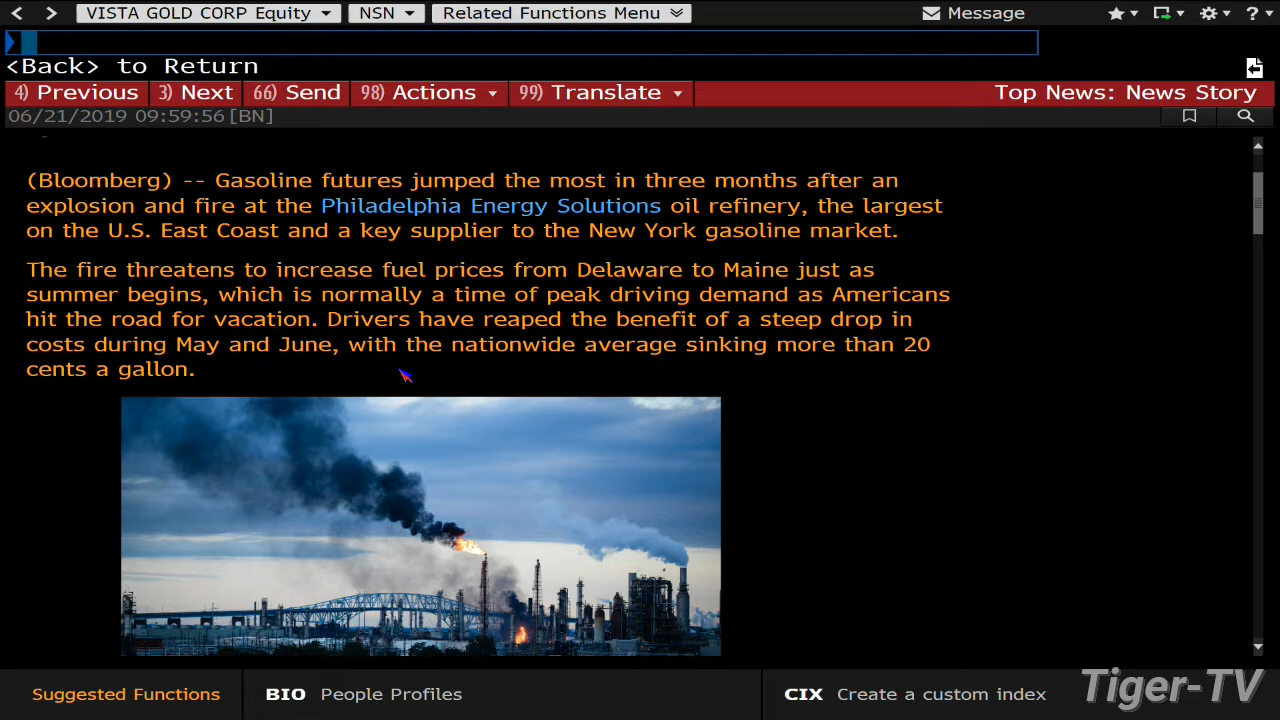 VISTA GOLD CORP Equity NSN Related Functions Menu Message ?
<Back> to Return
4) Previous 3) Next 66) Send 98) Actions 99) Translate Top News: News Story
06/21/2019 09:59:56 [BN]
(Bloomberg) -- Gasoline futures jumped the most in three months after an
explosion and fire at the Philadelphia Energy Solutions oil refinery, the largest
on the U.S. East Coast and a key supplier to the New York gasoline market.
The fire threatens to increase fuel prices from Delaware to Maine just as
summer begins, which is normally a time of peak driving demand as Americans
hit the road for vacation. Drivers have reaped the benefit of a steep drop in
costs during May and June, with the nationwide average sinking more than 20
cents a gallon.
Suggested Functions BIO People Profiles CIX Create a custom index
Tiger-TV